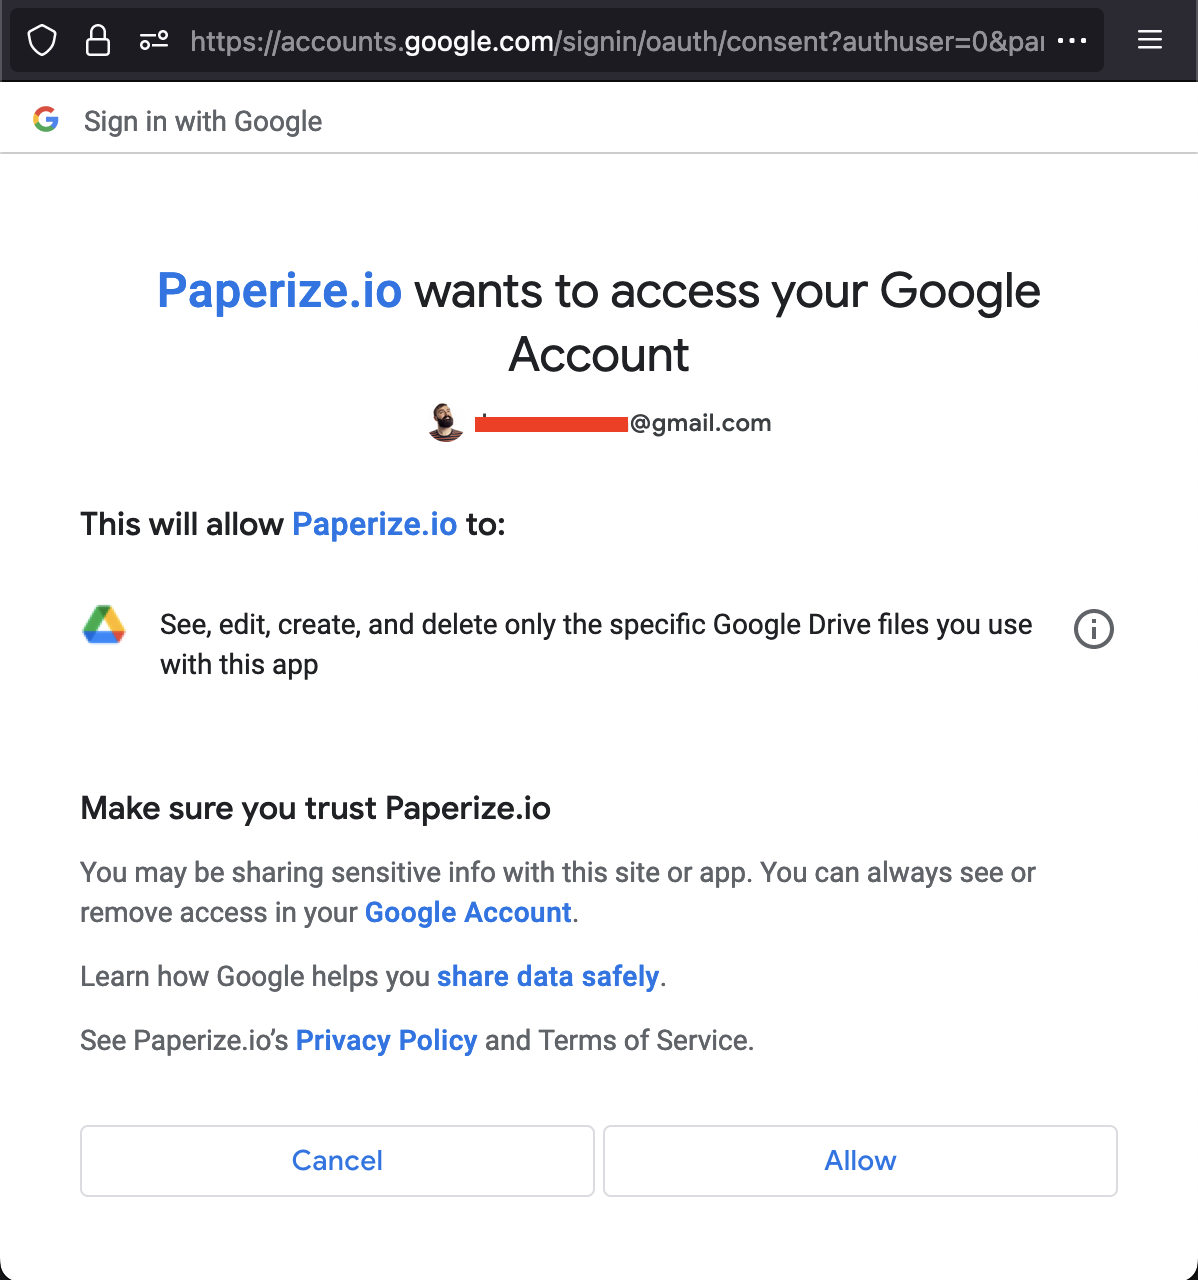 https://accounts.google.com/signin/oauth/consent?authuser=0&pa
Sign in with Google
Paperize.io wants to access your Google
Account
@gmail.com
This will allow Paperize.io to:
See, edit, create, and delete only the specific Google Drive files you use
with this app
Make sure you trust Paperize.io
You may be sharing sensitive info with this site or app. You can always see or
remove access in your Google Account.
Learn how Google helps you share data safely.
See Paperize.io’s Privacy Policy and Terms of Service.
Cancel
Allow